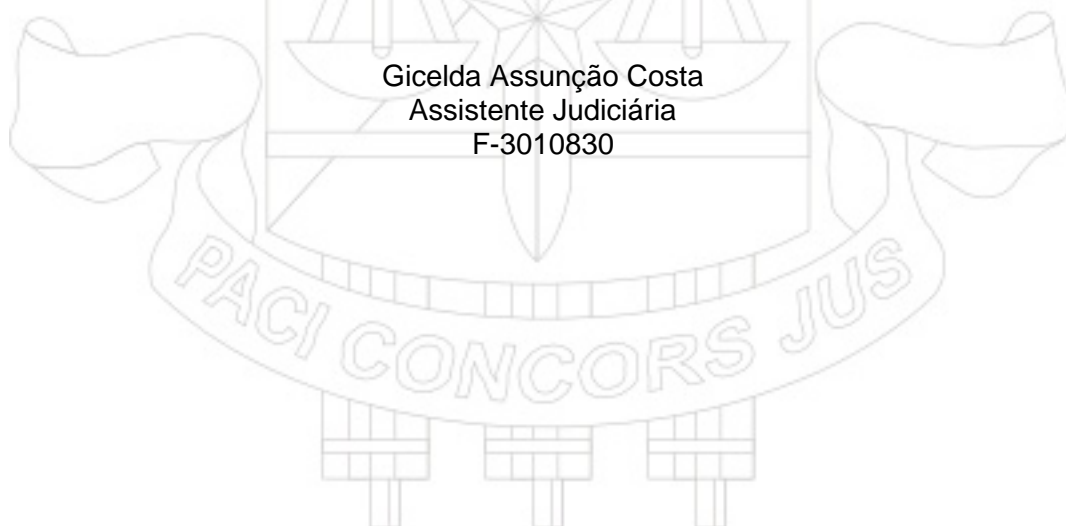 Gicelda Assunção Costa
Assistente Judiciária
F-3010830
PACI CONCORS JUS